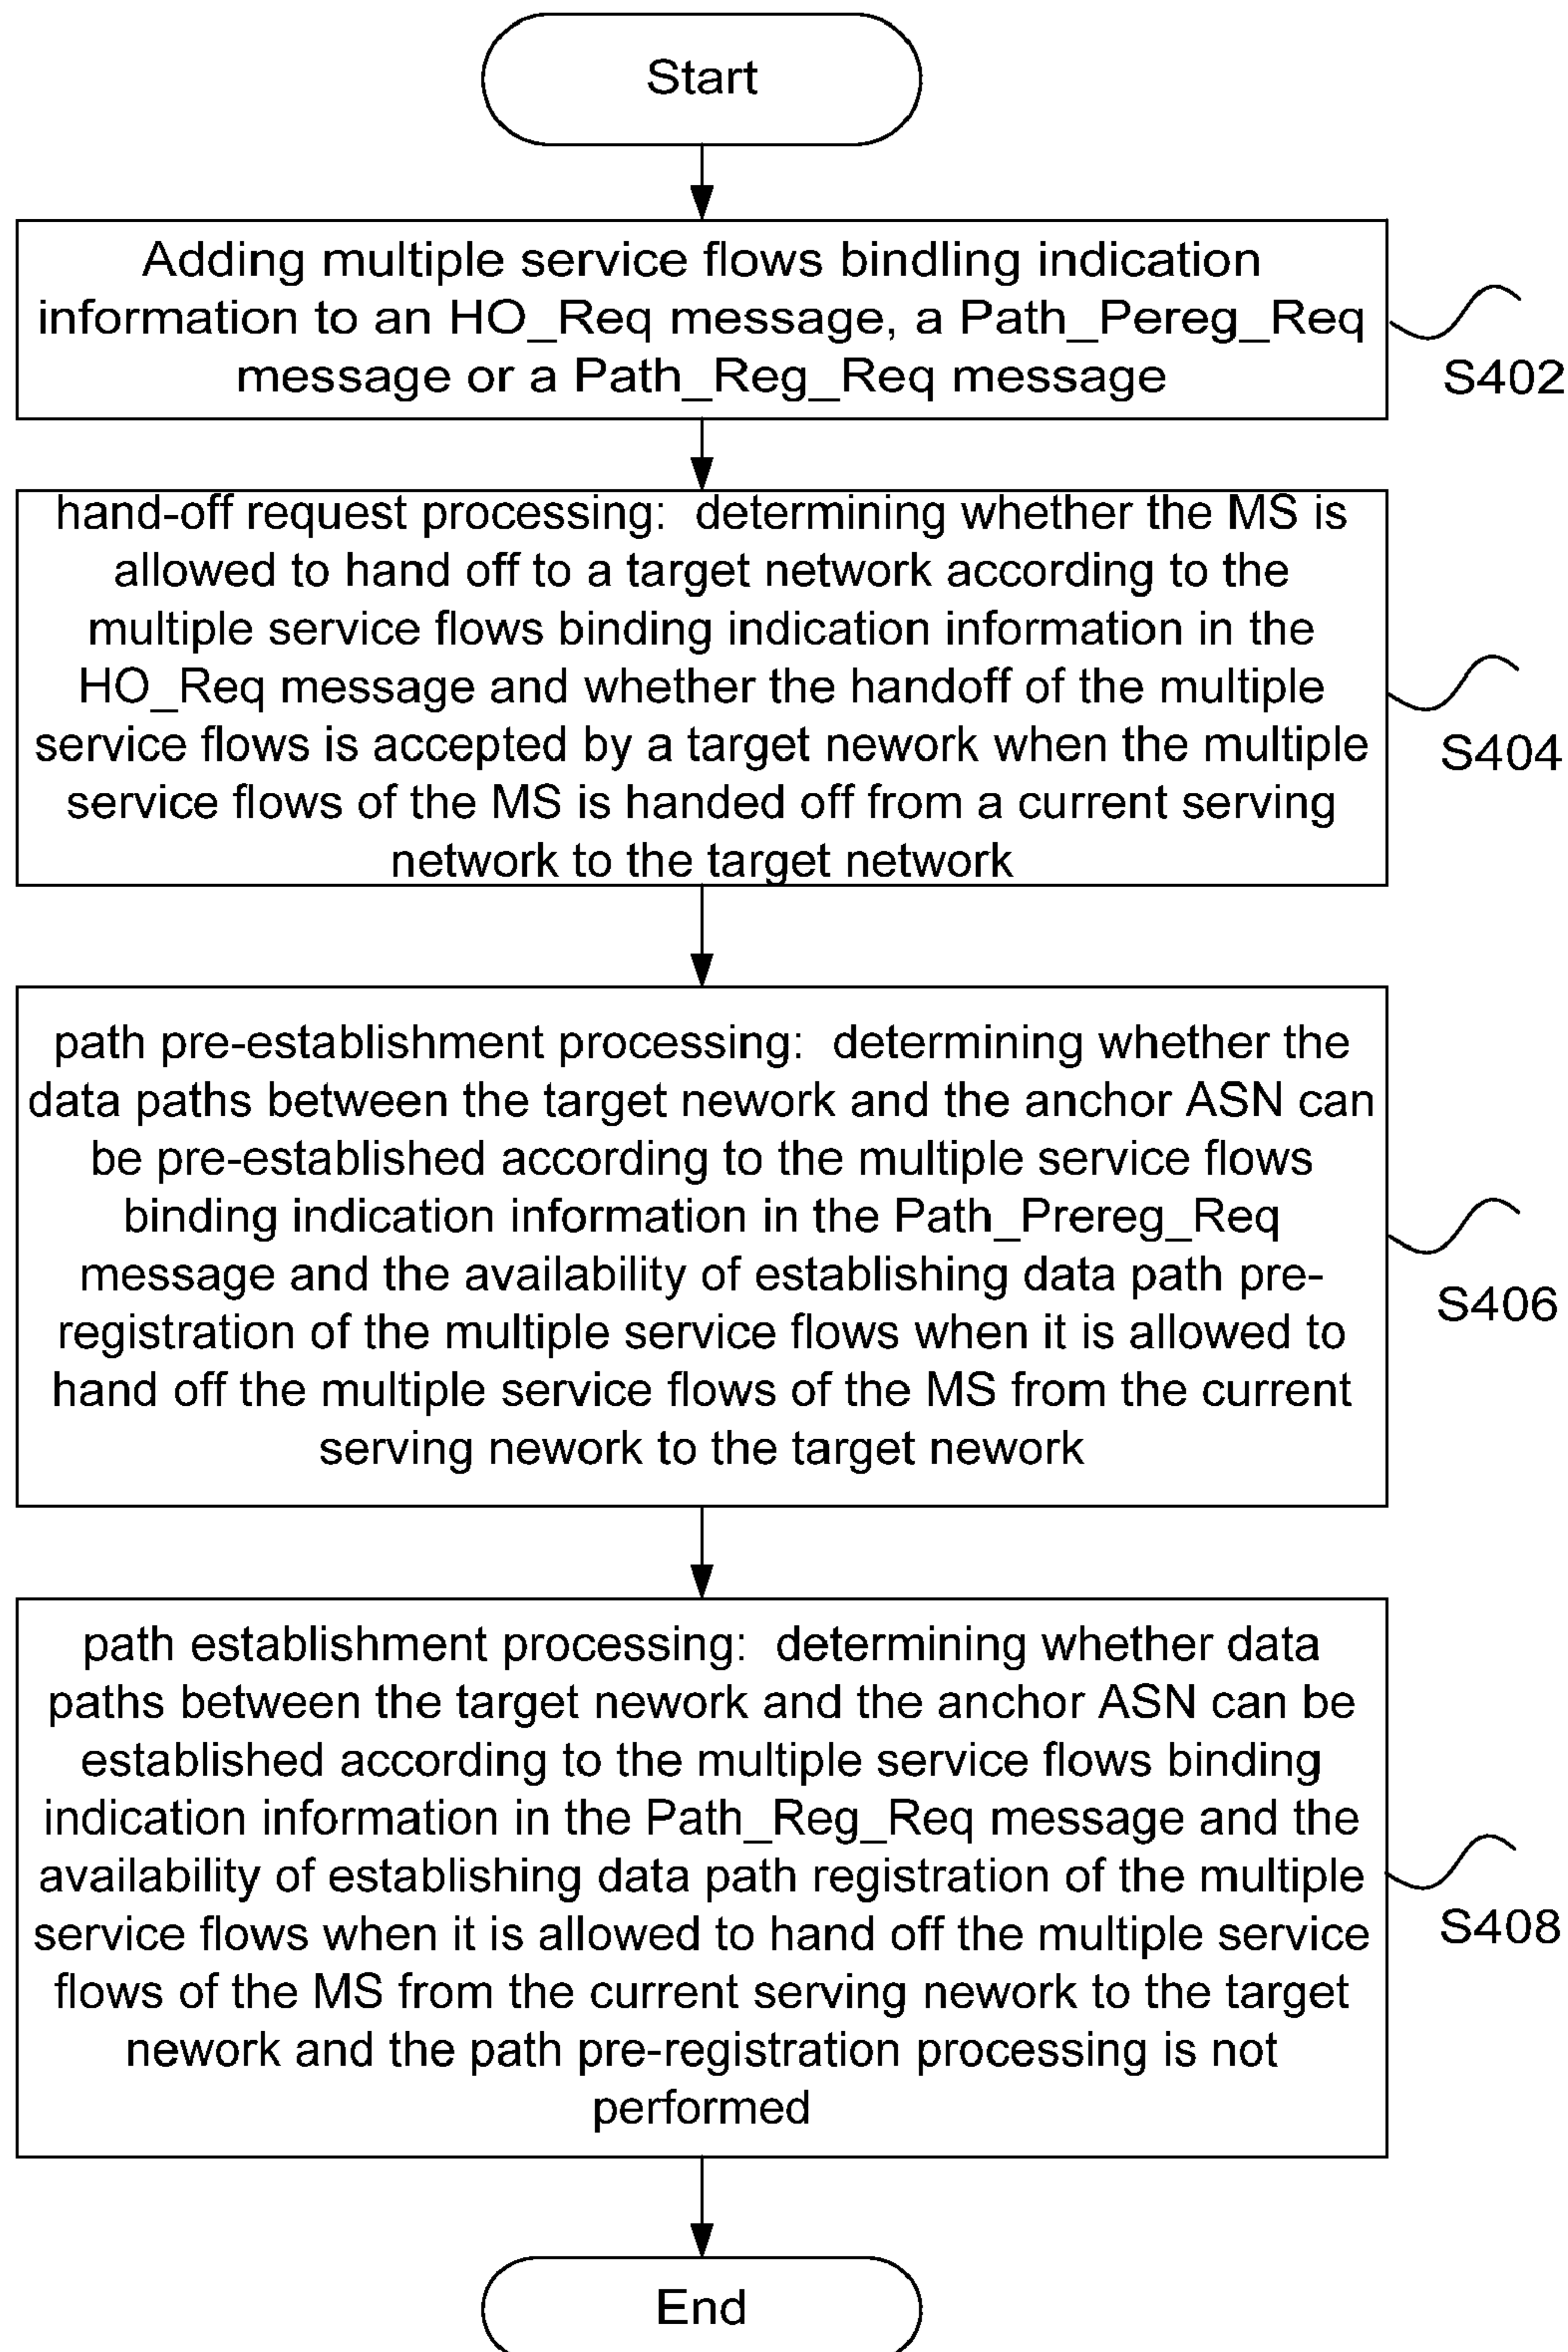 Start
Adding multiple service flows bindling indication
information to an HO_Req message, a Path_Pereg_Req
message or a Path_Reg_Req message
S402
hand-off request processing: determining whether the MS is
allowed to hand off to a target network according to the
multiple service flows binding indication information in the
HO_Req message and whether the handoff of the multiple
service flows is accepted by a target nework when the multiple
service flows of the MS is handed off from a current serving
network to the target network
S404
path pre-establishment processing: determining whether the
data paths between the target nework and the anchor ASN can
be pre-established according to the multiple service flows
binding indication information in the Path_Prereg_Req
message and the availability of establishing data path pre-
registration of the multiple service flows when it is allowed to
hand off the multiple service flows of the MS from the current
serving nework to the target nework
S406
path establishment processing: determining whether data
paths between the target nework and the anchor ASN can be
established according to the multiple service flows binding
indication information in the Path_Reg_Req message and the
availability of establishing data path registration of the multiple
service flows when it is allowed to hand off the multiple service
flows of the MS from the current serving nework to the target
nework and the path pre-registration processing is not
performed
S408
End